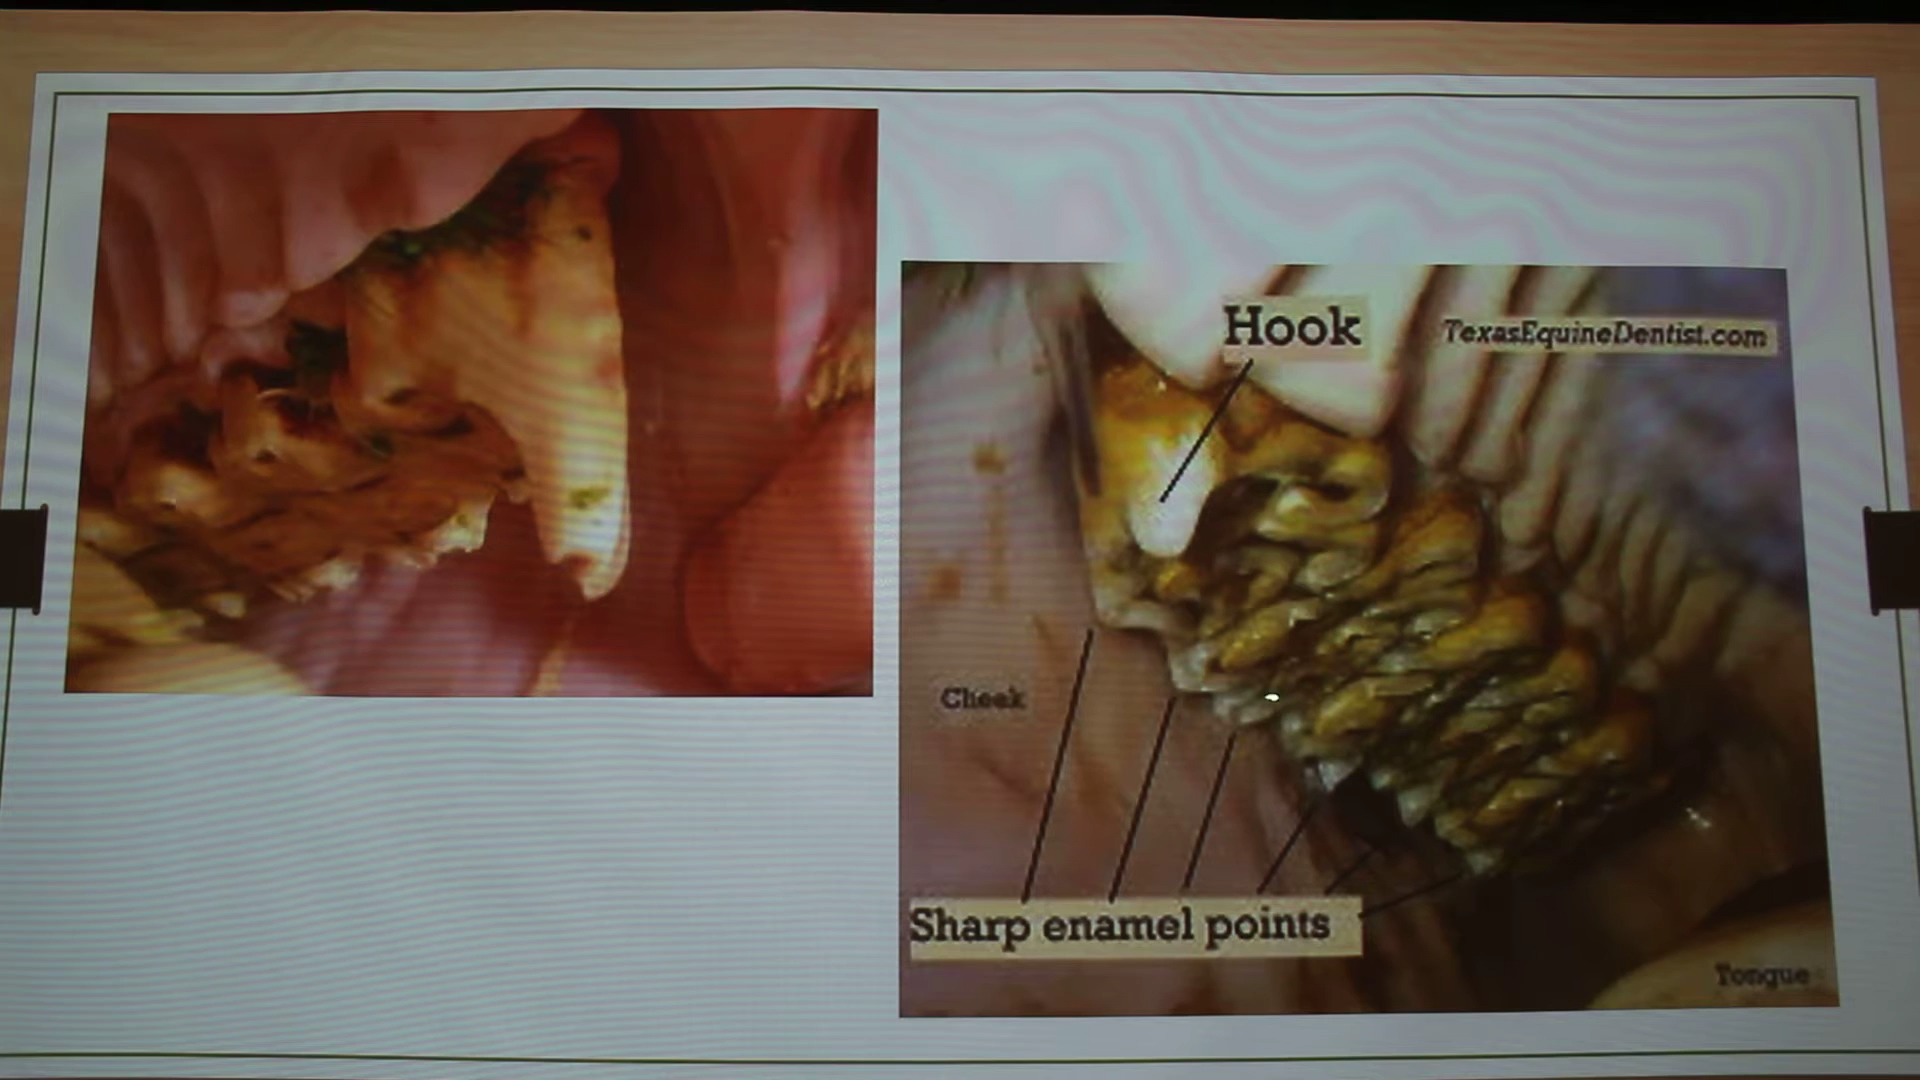 Hook
TexasEquineDentist.com
Cheek
Sharp enamel points
Tongue